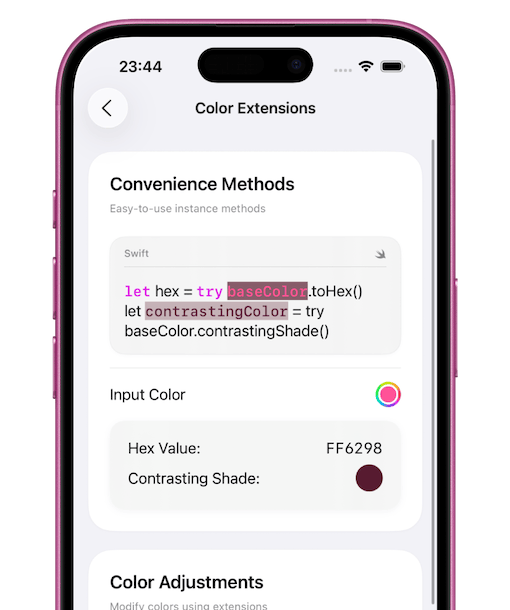 23:44
Color Extensions
Convenience Methods
Easy-to-use instance methods
Swift
let hex = try baseColor.toHex()
let contrastingColor = try
baseColor.contrastingShade()
Input Color
Hex Value: FF6298
Contrasting Shade:
Color Adjustments
Modify colors using extensions